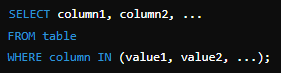 SELECT column1, column2, ...
FROM table
WHERE column IN (value1, value2, ...);